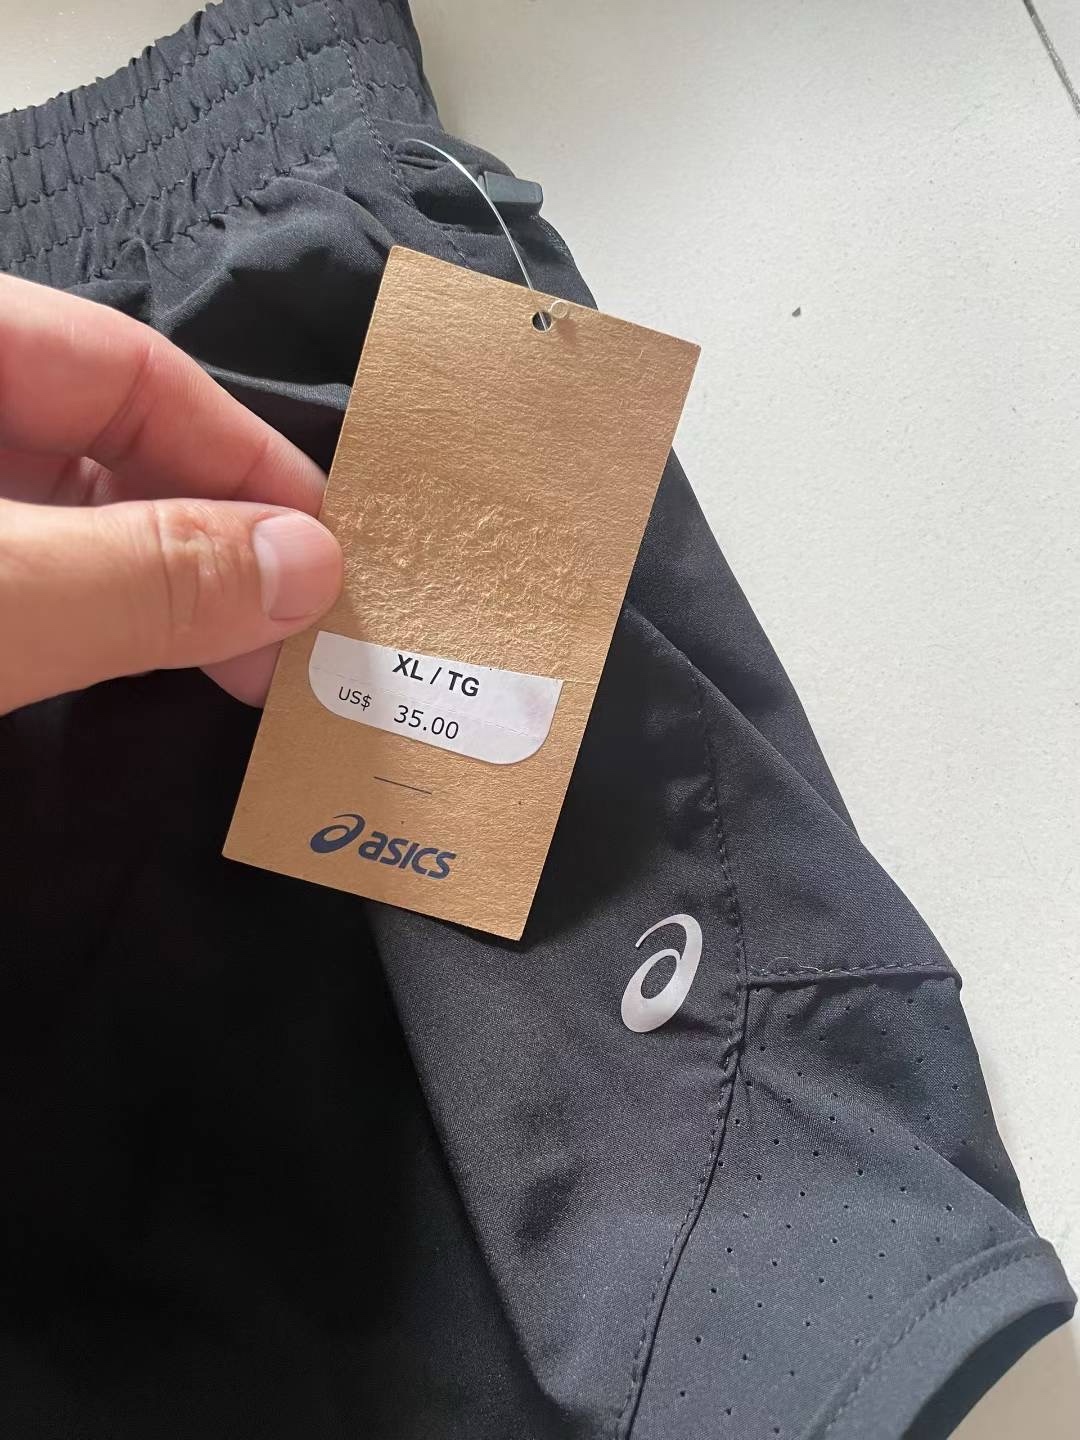 XL / TG
US$ 35.00
asics